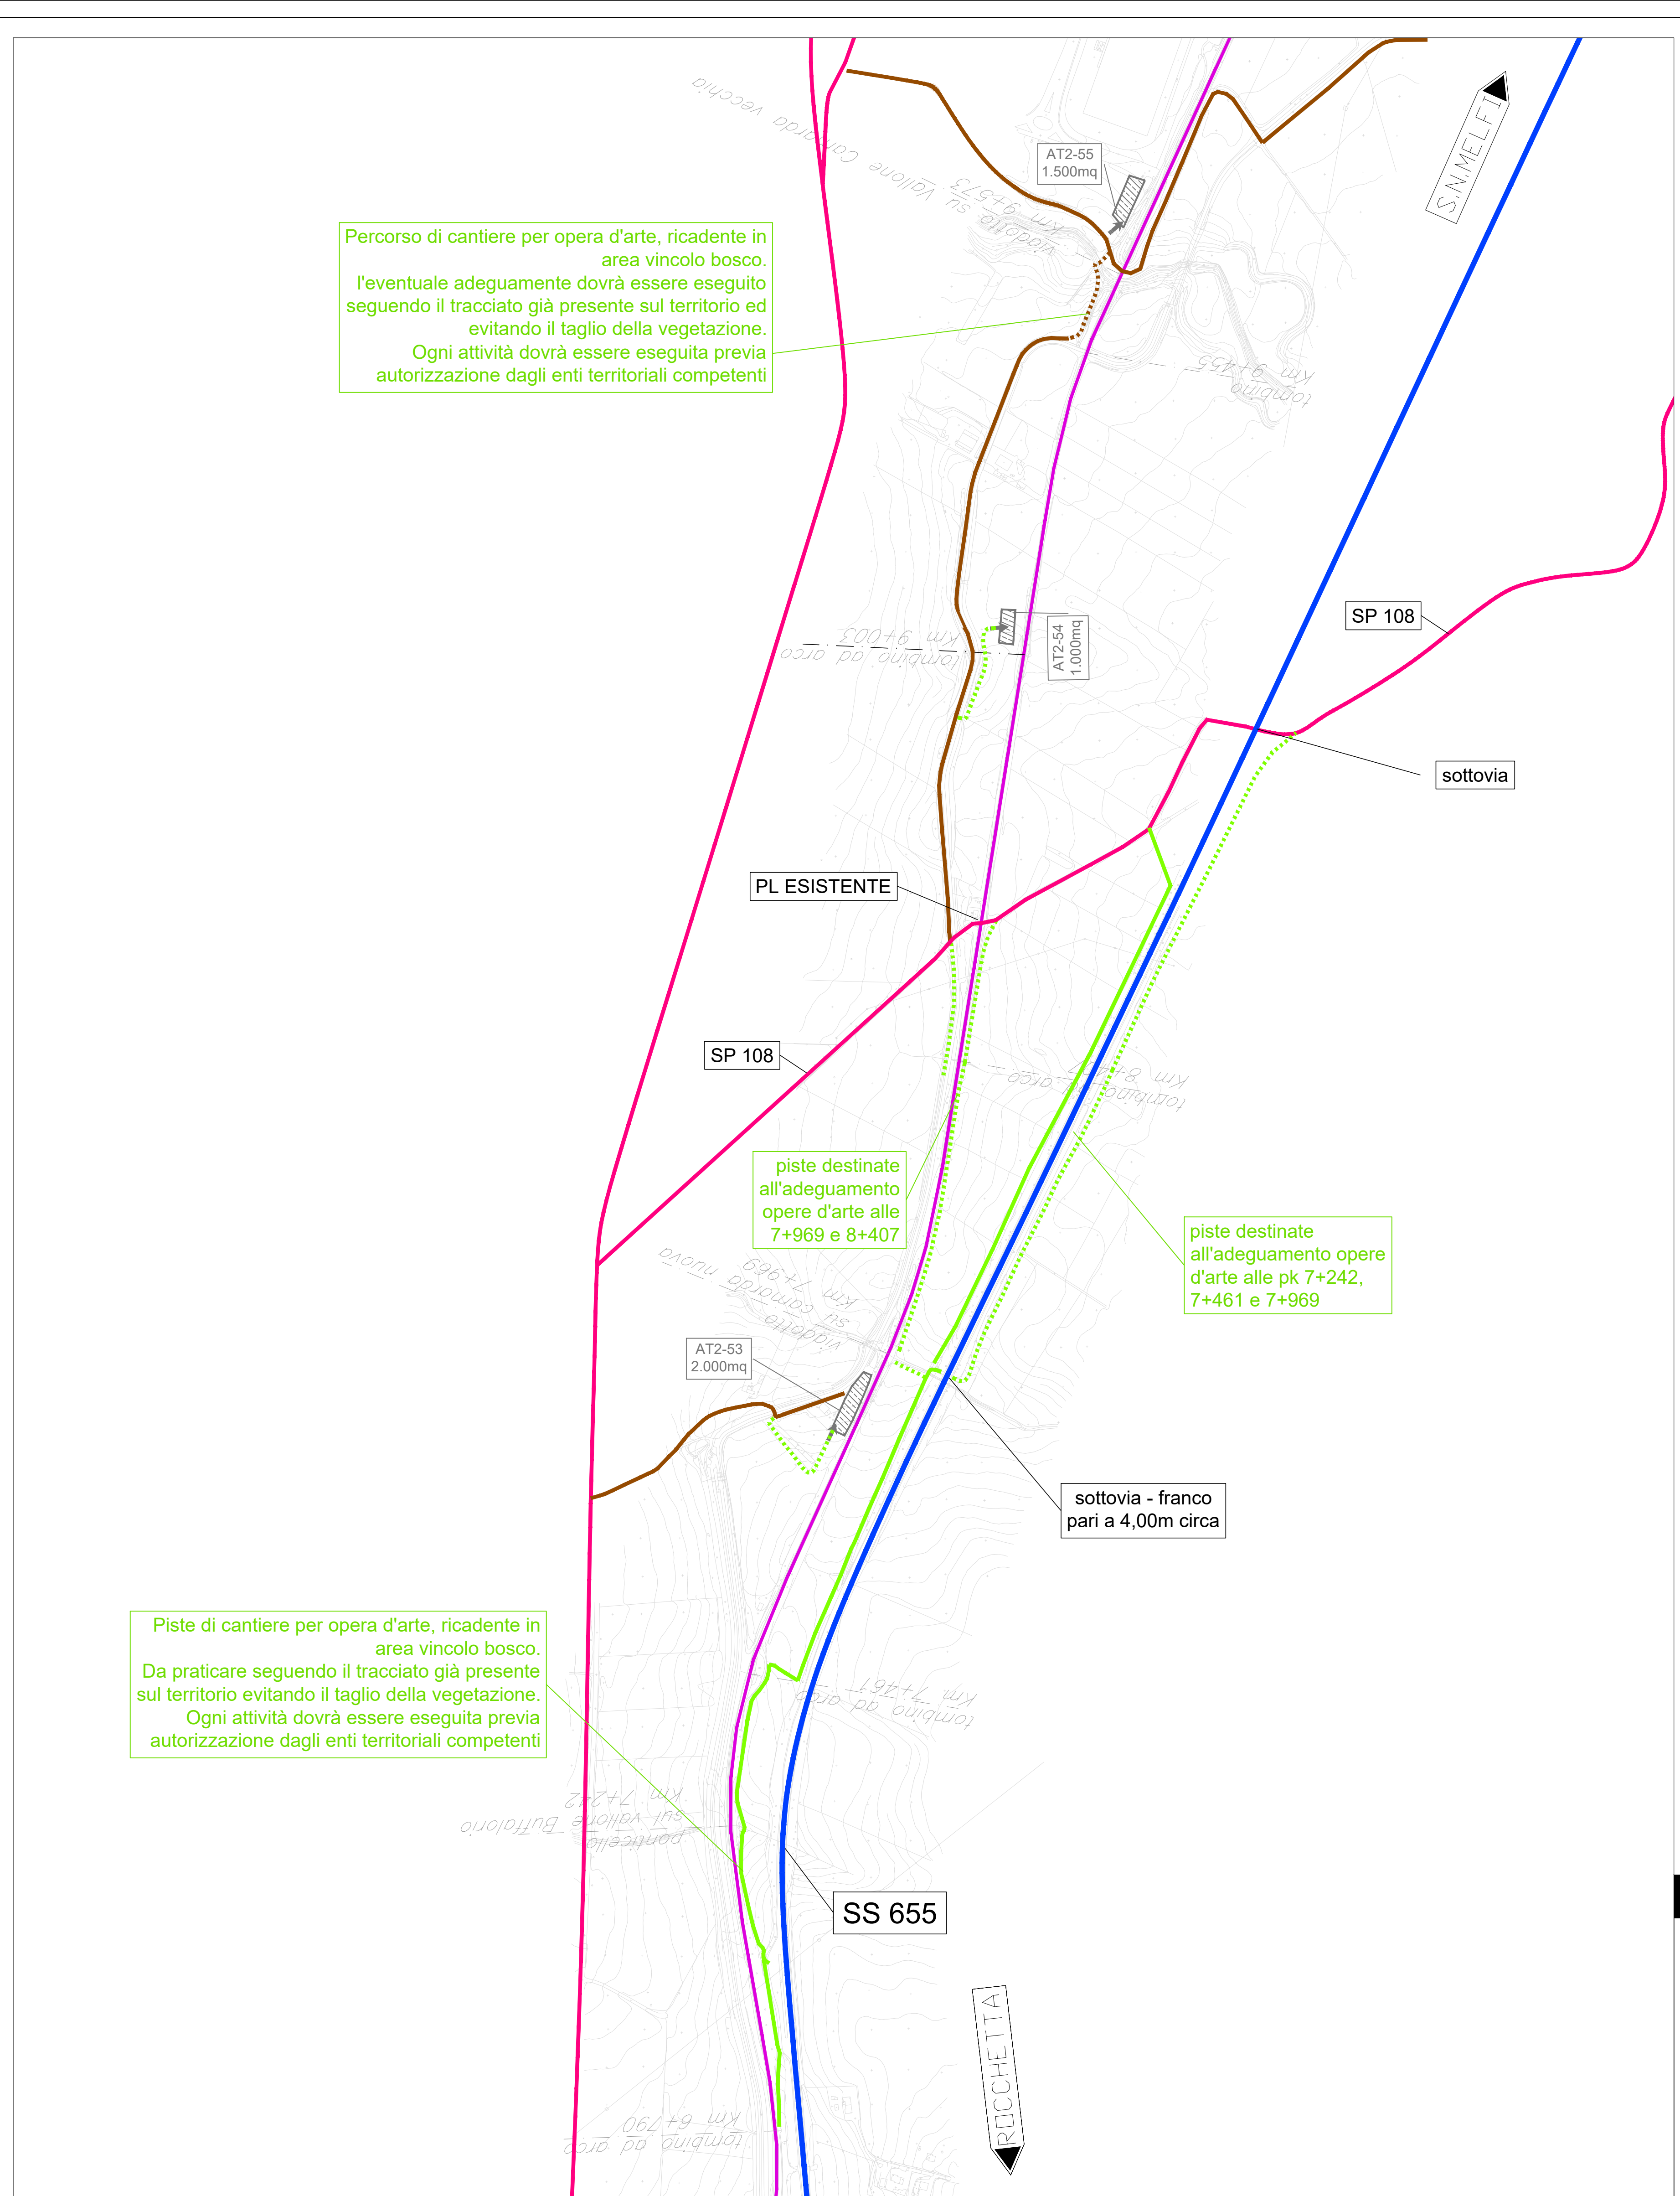 viadotto su Vallone Camarda vecchia
Km 9+573
AT2-55
1.500mq
S.N.MELFI
Percorso di cantiere per opera d'arte, ricadente in
area vincolo bosco.
l'eventuale adeguamente dovrà essere eseguito
seguendo il tracciato già presente sul territorio ed
evitando il taglio della vegetazione.
Ogni attività dovrà essere eseguita previa
autorizzazione dagli enti territoriali competenti
tombino
Km 9+455
SP 108
AT2-54
1.000mq
tombino ad arco
Km 9+003
sottovia
PL ESISTENTE
SP 108
tombino ad arco
Km 8+407
piste destinate
all'adeguamento
opere d'arte alle
7+969 e 8+407
piste destinate
all'adeguamento opere
d'arte alle pk 7+242,
7+461 e 7+969
viadotto
su camarda nuova
Km 7+969
AT2-53
2.000mq
sottovia - franco
pari a 4,00m circa
Piste di cantiere per opera d'arte, ricadente in
area vincolo bosco.
Da praticare seguendo il tracciato già presente
sul territorio evitando il taglio della vegetazione.
Ogni attività dovrà essere eseguita previa
autorizzazione dagli enti territoriali competenti
tombino ad arco
Km 7+461
ponticello
sul vallone Buffalorio
Km 7+242
SS 655
ROCCHETTA
tombino ad arco
Km 6+790